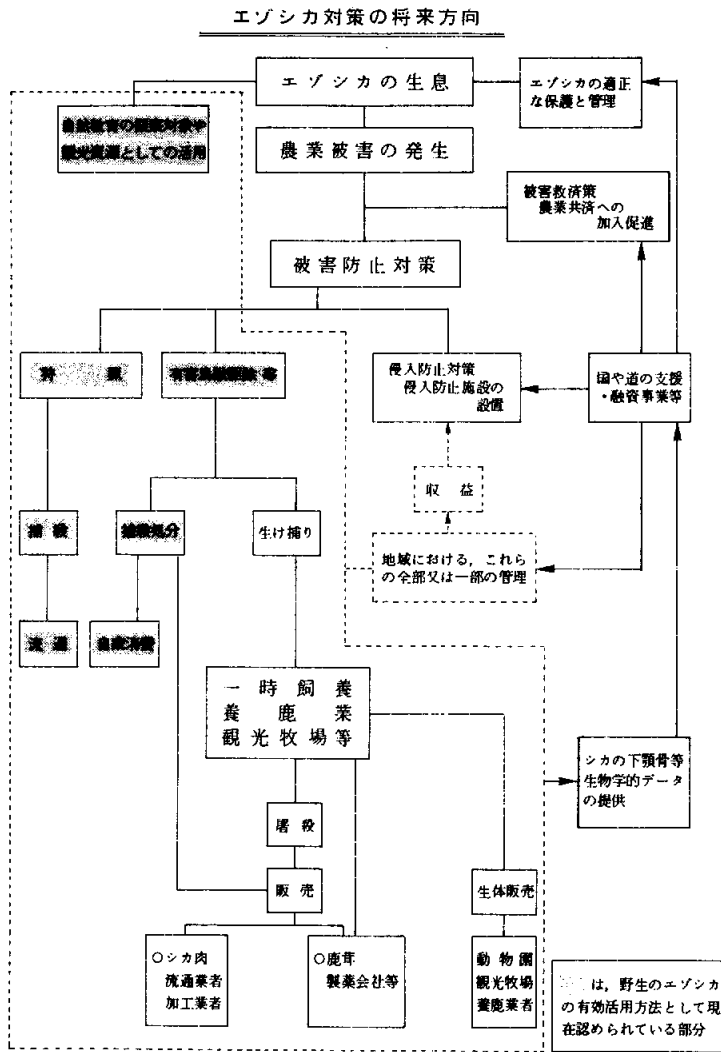 エゾシカ対策の将来方向
エゾシカの生息
エゾシカの適正
な保護と管理
自然教育の観察対象や
観光資源としての活用
農業被害の発生
被害救済策
農業共済への
加入促進
被害防止対策
狩猟
有害鳥獣駆除等
侵入防止対策
侵入防止施設の
設置
国や道の支援
・融資事業等
収益
捕殺
捕殺処分
生け捕り
地域における，これら
の全部又は一部の管理
流通
自家消費
一時飼養
養鹿業
観光牧場等
シカの下顎骨等
生物学的データ
の提供
屠殺
販売
生体販売
○シカ肉
流通業者
加工業者
○鹿茸
製薬会社等
動物園
観光牧場
養鹿業者
は，野生のエゾシカ
の有効活用方法として現
在認められている部分